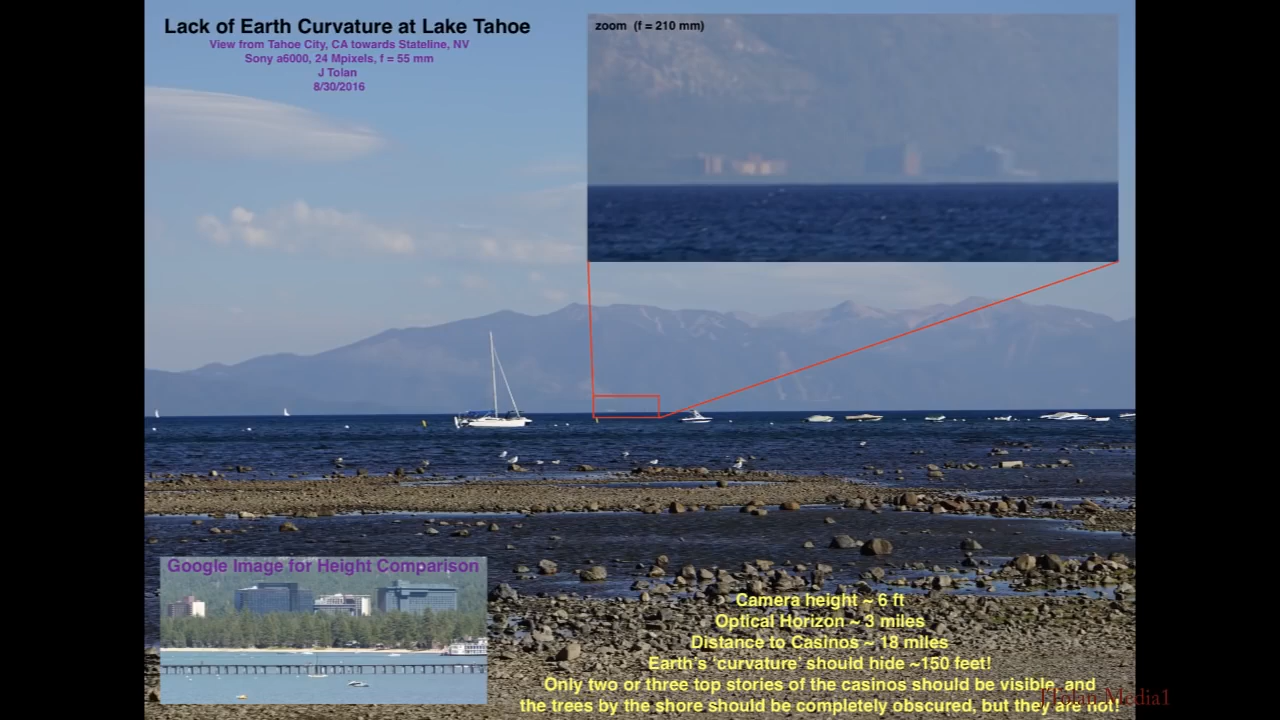 Lack of Earth Curvature at Lake Tahoe
View from Tahoe City, CA towards Stateline, NV
Sony a6000, 24 Mpixels, f = 55 mm
J Tolan
8/30/2016
zoom (f = 210 mm)
Google Image for Height Comparison
Camera height ~ 6 ft
Optical Horizon ~ 3 miles
Distance to Casinos ~ 18 miles
Earth's 'curvature' should hide ~150 feet!
Only two or three top stories of the casinos should be visible, and
the trees by the shore should be completely obscured, but they are not!
JTolan Media1